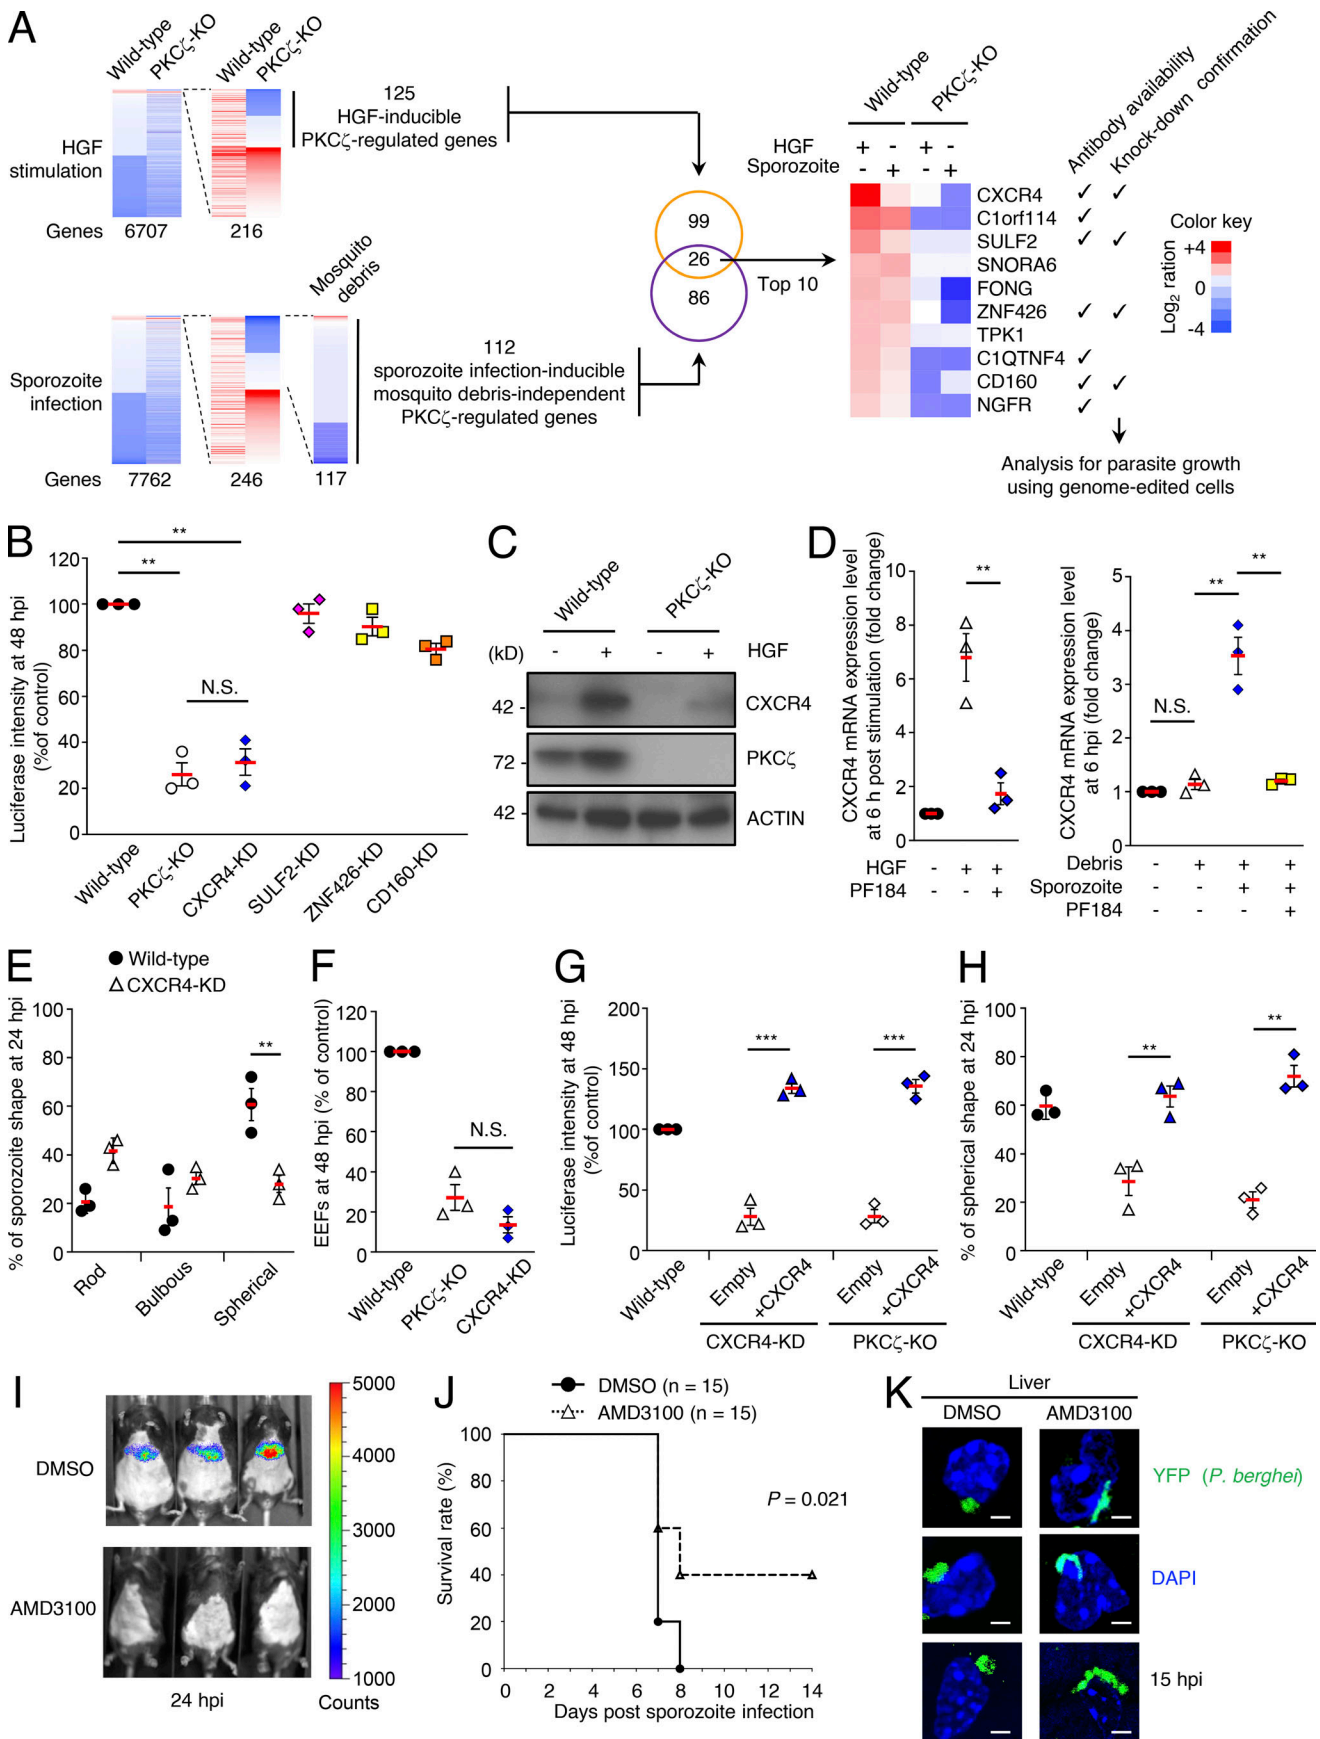 A
Wild-type
PKCζ-KO
Wild-type
PKCζ-KO
HGF
stimulation
Genes
6707
216
125
HGF-inducible
PKCζ-regulated genes
Mosquito
debris
Sporozoite
infection
Genes
7762
246
117
112
sporozoite infection-inducible
mosquito debris-independent
PKCζ-regulated genes
99
26
86
Top 10
Wild-type
PKCζ-KO
HGF + - + -
Sporozoite - + - +
Antibody availability
Knock-down confirmation
CXCR4 ✓ ✓
C1orf114 ✓
SULF2 ✓ ✓
SNORA6
FONG
ZNF426 ✓ ✓
TPK1
C1QTNF4 ✓
CD160 ✓ ✓
NGFR ✓
Color key
Log2 ration
+4
0
-4
Analysis for parasite growth
using genome-edited cells
B
Luciferase intensity at 48 hpi
(%of control)
120
100
80
60
40
20
0
**
**
N.S.
Wild-type
PKCζ-KO
CXCR4-KD
SULF2-KD
ZNF426-KD
CD160-KD
C
Wild-type
PKCζ-KO
(kD) - + - + HGF
42 - CXCR4
72 - PKCζ
42 - ACTIN
D
CXCR4 mRNA expression level
at 6 h post stimulation (fold change)
10
8
6
4
2
0
**
HGF - + +
PF184 - - +
CXCR4 mRNA expression level
at 6 hpi (fold change)
5
4
3
2
1
0
N.S.
**
**
Debris - + + +
Sporozoite - - + +
PF184 - - - +
E
Wild-type
CXCR4-KD
% of sporozoite shape at 24 hpi
100
80
60
40
20
0
**
Rod
Bulbous
Spherical
F
EEFs at 48 hpi (% of control)
120
100
80
60
40
20
0
N.S.
Wild-type
PKCζ-KO
CXCR4-KD
G
Luciferase intensity at 48 hpi
(%of control)
200
150
100
50
0
***
***
Wild-type
Empty
+CXCR4
Empty
+CXCR4
CXCR4-KD
PKCζ-KO
H
% of spherical shape at 24 hpi
100
80
60
40
20
0
**
**
Wild-type
Empty
+CXCR4
Empty
+CXCR4
CXCR4-KD
PKCζ-KO
I
DMSO
AMD3100
24 hpi
5000
4000
3000
2000
1000
Counts
J
DMSO (n = 15)
AMD3100 (n = 15)
Survival rate (%)
100
80
60
40
20
0
P = 0.021
0 2 4 6 8 10 12 14
Days post sporozoite infection
K
Liver
DMSO
AMD3100
YFP (P. berghei)
DAPI
15 hpi